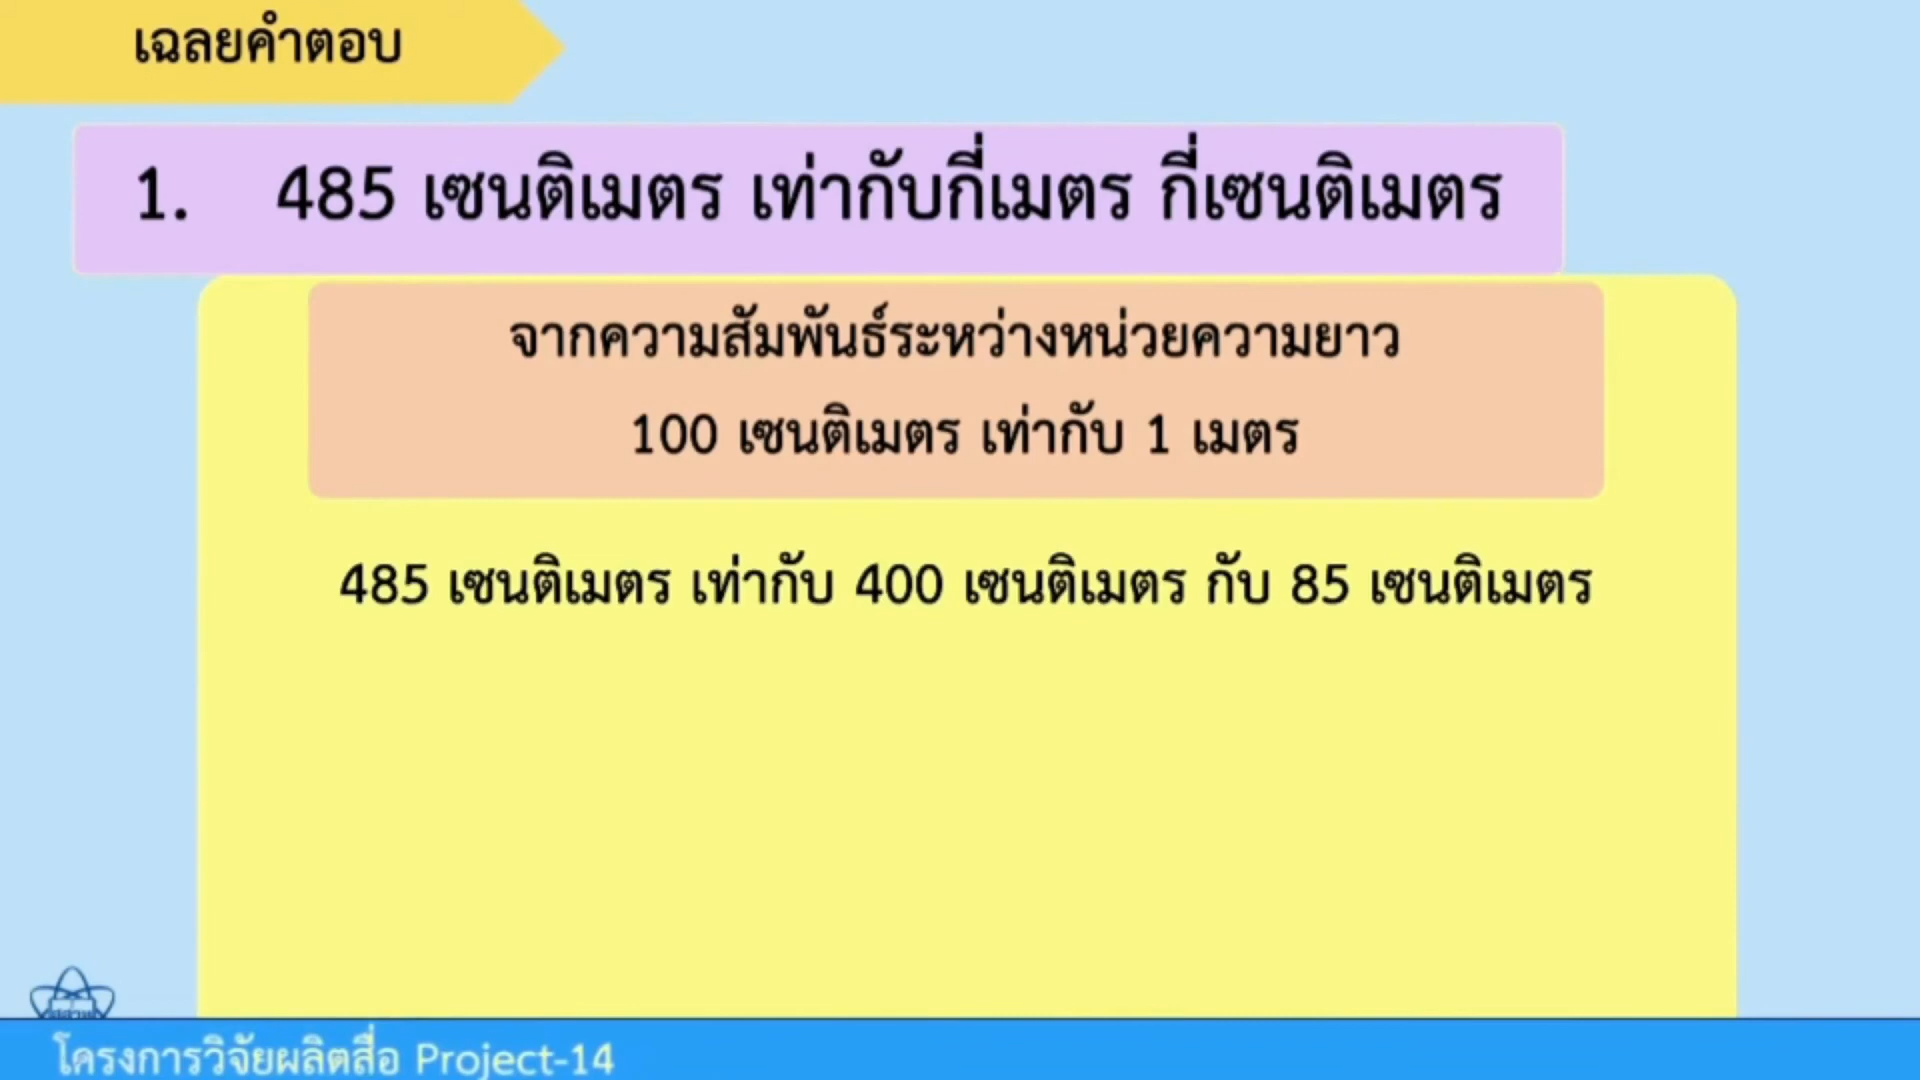 เฉลยคำตอบ
1. 485 เซนติเมตร เท่ากับกี่เมตร กี่เซนติเมตร
จากความสัมพันธ์ระหว่างหน่วยความยาว
100 เซนติเมตร เท่ากับ 1 เมตร
485 เซนติเมตร เท่ากับ 400 เซนติเมตร กับ 85 เซนติเมตร
โครงการวิจัยผลิตสื่อ Project-14